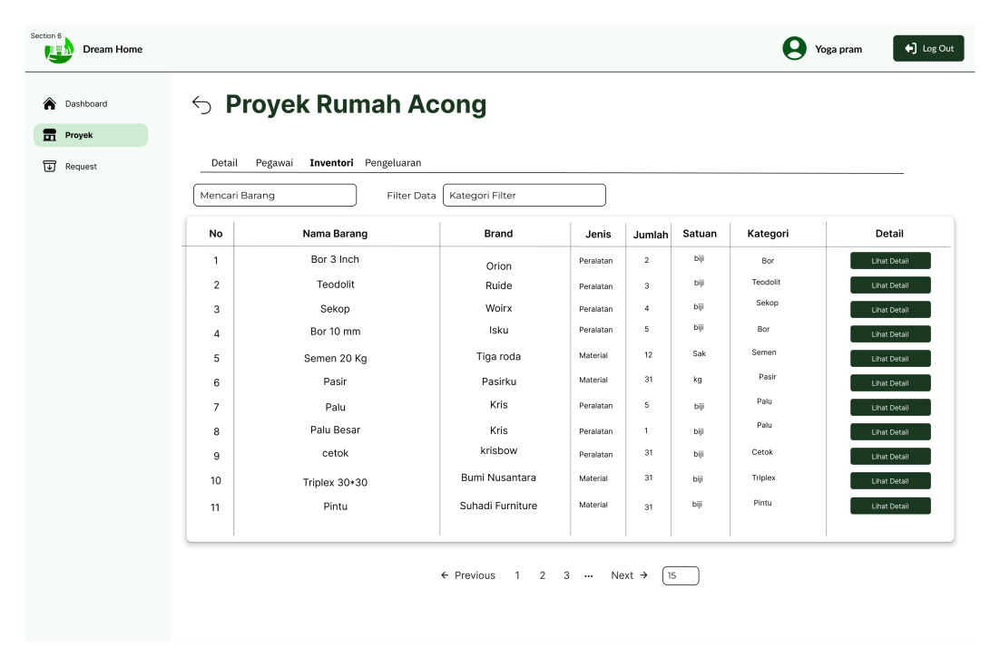 Section 6
Dream Home
Yoga pram
Log Out
Dashboard
Proyek
Request
Proyek Rumah Acong
Detail Pegawai Inventori Pengeluaran
Mencari Barang Filter Data Kategori Filter
No Nama Barang Brand Jenis Jumlah Satuan Kategori Detail
1 Bor 3 Inch Orion Peralatan 2 biji Bor Lihat Detail
2 Teodolit Ruide Peralatan 3 biji Teodolit Lihat Detail
3 Sekop Woirx Peralatan 4 biji Sekop Lihat Detail
4 Bor 10 mm Isku Peralatan 5 biji Bor Lihat Detail
5 Semen 20 Kg Tiga roda Material 12 Sak Semen Lihat Detail
6 Pasir Pasirku Material 31 kg Pasir Lihat Detail
7 Palu Kris Peralatan 5 biji Palu Lihat Detail
8 Palu Besar Kris Peralatan 1 biji Palu Lihat Detail
9 cetok krisbow Peralatan 31 biji Cetok Lihat Detail
10 Triplex 30*30 Bumi Nusantara Material 31 biji Triplex Lihat Detail
11 Pintu Suhadi Furniture Material 31 biji Pintu Lihat Detail
← Previous 1 2 3 ... Next → 15